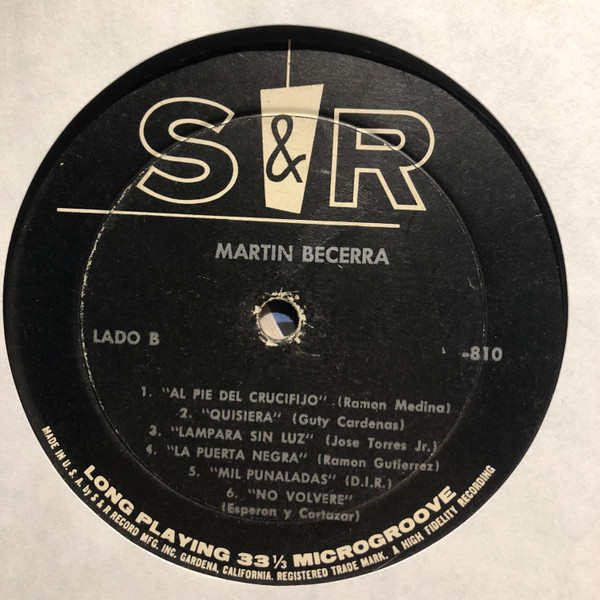 S & R
MARTIN BECERRA
LADO B
-810
1. "AL PIE DEL CRUCIFIJO" (Ramon Medina)
2. "QUISIERA" (Guty Cardenas)
3. "LAMPARA SIN LUZ" (Jose Torres Jr.)
4. "LA PUERTA NEGRA" (Ramon Gutierrez)
5. "MIL PUNALADAS" (D.I.R.)
6. "NO VOLVERE"
(Esperon y Cortazar)
LONG PLAYING 33 1/3 MICROGROOVE
MADE IN U. S. A. by S & R RECORD MFG. INC. GARDENA, CALIFORNIA. REGISTERED TRADE MARK. A HIGH FIDELITY RECORDING